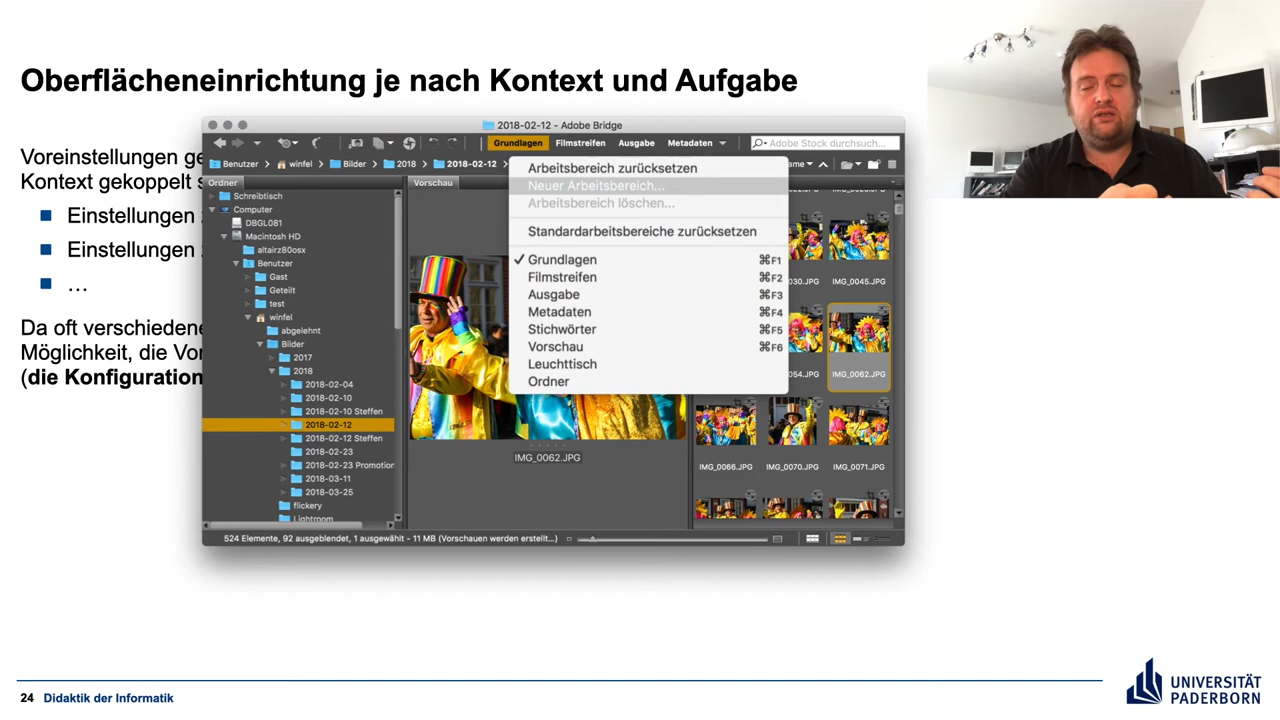 Oberflächeneinrichtung je nach Kontext und Aufgabe
Voreinstellungen
Kontext gekoppelt
Einstellungen
Einstellungen
…
Da oft verschiedene
Möglichkeit, die
(die Konfiguration
2018-02-12 - Adobe Bridge
Grundlagen Filmstreifen Ausgabe Metadaten
Adobe Stock durchsuch...
Benutzer winfel Bilder 2018 2018-02-12
Ordner
Schreibtisch
Computer
DBGL081
Macintosh HD
altairz80osx
Benutzer
Gast
Geteilt
test
winfel
abgelehnt
Bilder
2017
2018
2018-02-04
2018-02-10
2018-02-10 Steffen
2018-02-12
2018-02-12 Steffen
2018-02-23
2018-02-23 Promotion
2018-03-11
2018-03-25
flickery
Lightroom
Vorschau
IMG_0062.JPG
Arbeitsbereich zurücksetzen
Neuer Arbeitsbereich...
Arbeitsbereich löschen...
Standardarbeitsbereiche zurücksetzen
✓ Grundlagen ⌘F1
Filmstreifen ⌘F2
Ausgabe ⌘F3
Metadaten ⌘F4
Stichwörter ⌘F5
Vorschau ⌘F6
Leuchttisch
Ordner
030.JPG IMG_0045.JPG
054.JPG IMG_0062.JPG
IMG_0066.JPG IMG_0070.JPG IMG_0071.JPG
524 Elemente, 92 ausgeblendet, 1 ausgewählt - 11 MB (Vorschauen werden erstellt...)
24 Didaktik der Informatik
UNIVERSITÄT
PADERBORN